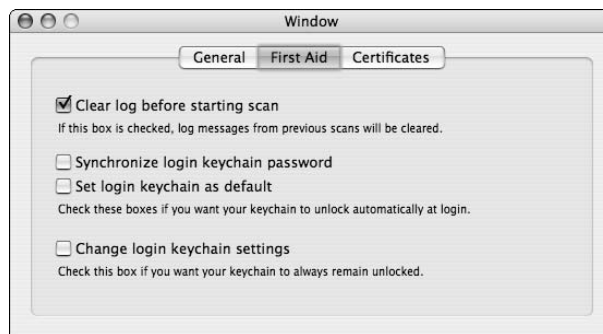 Window
General First Aid Certificates
Clear log before starting scan
If this box is checked, log messages from previous scans will be cleared.
Synchronize login keychain password
Set login keychain as default
Check these boxes if you want your keychain to unlock automatically at login.
Change login keychain settings
Check this box if you want your keychain to always remain unlocked.